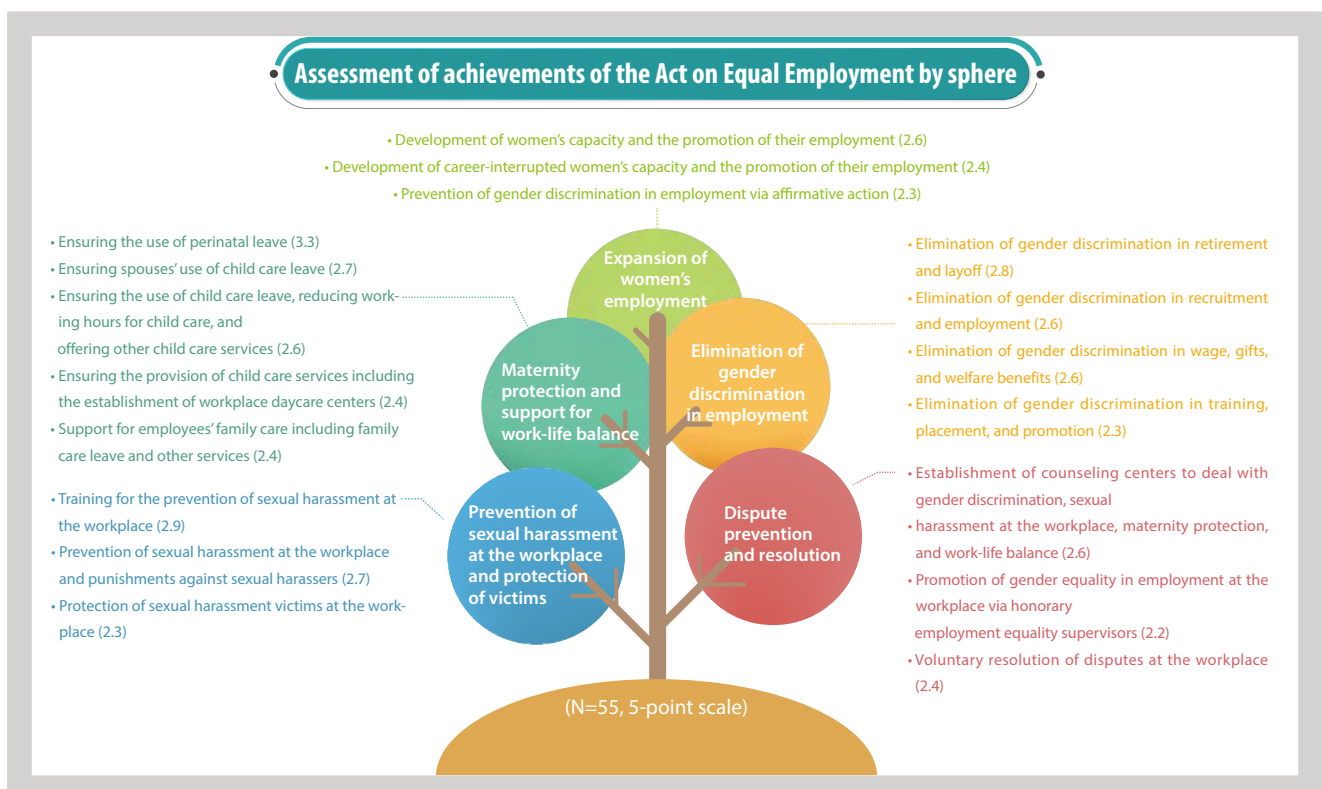 Assessment of achievements of the Act on Equal Employment by sphere
• Development of women's capacity and the promotion of their employment (2.6)
• Development of career-interrupted women's capacity and the promotion of their employment (2.4)
• Prevention of gender discrimination in employment via affirmative action (2.3)
• Ensuring the use of perinatal leave (3.3)
• Ensuring spouses' use of child care leave (2.7)
• Ensuring the use of child care leave, reducing work-
ing hours for child care, and
offering other child care services (2.6)
• Ensuring the provision of child care services including
the establishment of workplace daycare centers (2.4)
• Support for employees' family care including family
care leave and other services (2.4)
• Training for the prevention of sexual harassment at
the workplace (2.9)
• Prevention of sexual harassment at the workplace
and punishments against sexual harassers (2.7)
• Protection of sexual harassment victims at the work-
place (2.3)
Expansion of
women's
employment
Maternity
protection and
support for
work-life balance
Elimination of
gender
discrimination
in employment
Prevention of
sexual harassment
at the workplace
and protection
of victims
Dispute
prevention
and resolution
(N=55, 5-point scale)
• Elimination of gender discrimination in retirement
and layoff (2.8)
• Elimination of gender discrimination in recruitment
and employment (2.6)
• Elimination of gender discrimination in wage, gifts,
and welfare benefits (2.6)
• Elimination of gender discrimination in training,
placement, and promotion (2.3)
• Establishment of counseling centers to deal with
gender discrimination, sexual
• harassment at the workplace, maternity protection,
and work-life balance (2.6)
• Promotion of gender equality in employment at the
workplace via honorary
employment equality supervisors (2.2)
• Voluntary resolution of disputes at the workplace
(2.4)